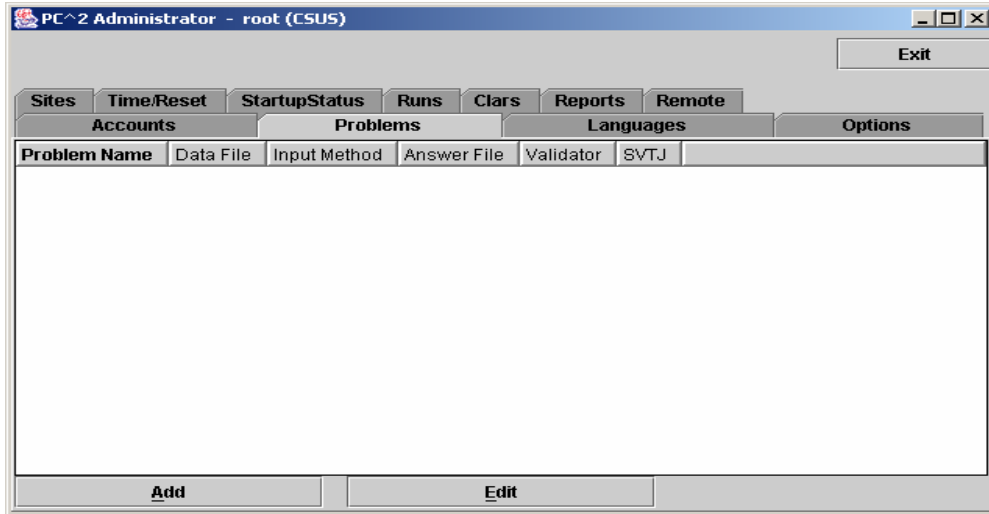 PC^2 Administrator - root (CSUS)
Exit
Sites Time/Reset StartupStatus Runs Clars Reports Remote
Accounts Problems Languages Options
Problem Name Data File Input Method Answer File Validator SVTJ
Add Edit